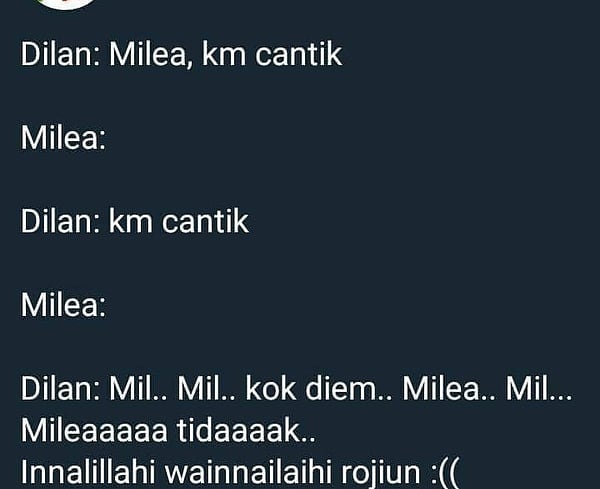 Dilan: Milea, km cantik
Milea:
Dilan: km cantik
Milea:
Dilan: Mil.. Mil.. kok diem.. Milea.. Mil...
Mileaaaaa tidaaaak..
Innalillahi wainnailaihi rojiun :((